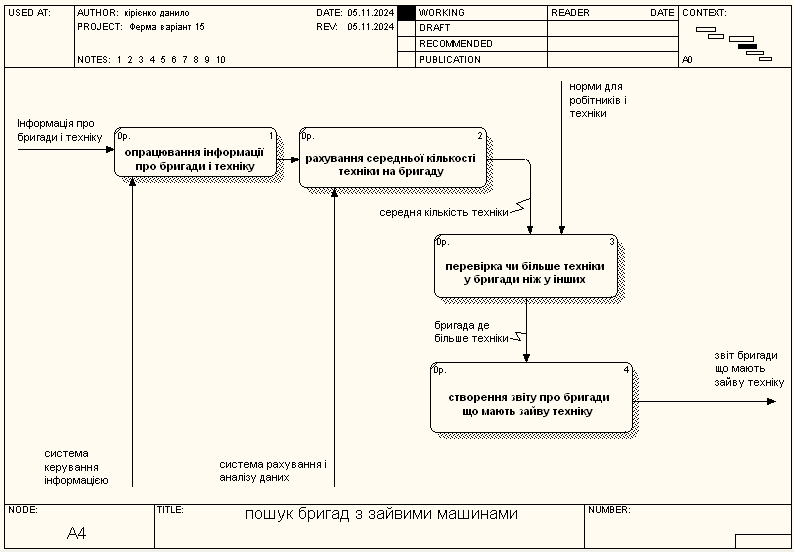 USED AT:
AUTHOR: кірієнко данило
DATE: 05.11.2024
PROJECT: Ферма варіант 15
REV: 05.11.2024
NOTES: 1 2 3 4 5 6 7 8 9 10
WORKING
DRAFT
RECOMMENDED
PUBLICATION
READER
DATE
CONTEXT:
A0
норми для
робітників і
техніки
Інформація про
бригади і техніку
0р.
1
опрацювання інформації
про бригади і техніку
0р.
2
рахування середньої кількості
техніки на бригаду
середня кількість техніки
0р.
3
перевірка чи більше техніки
у бригади ніж у інших
бригада де
більше техніки
0р.
4
створення звіту про бригади
що мають зайву техніку
звіт бригади
що мають
зайву техніку
система
керування
інформацією
система рахування і
аналізу даних
NODE:
A4
TITLE:
пошук бригад з зайвими машинами
NUMBER: